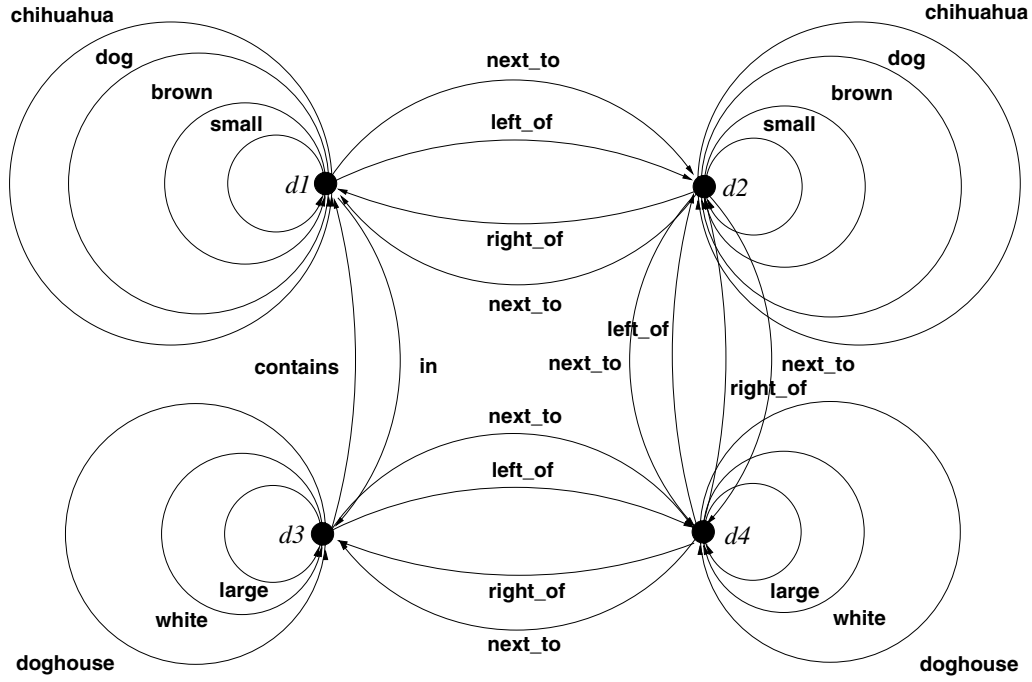 chihuahua
chihuahua
dog
dog
next_to
brown
brown
small
left_of
small
d1
d2
right_of
next_to
left_of
contains
in
next_to
next_to
right_of
next_to
left_of
d3
d4
large
right_of
large
white
white
next_to
doghouse
doghouse